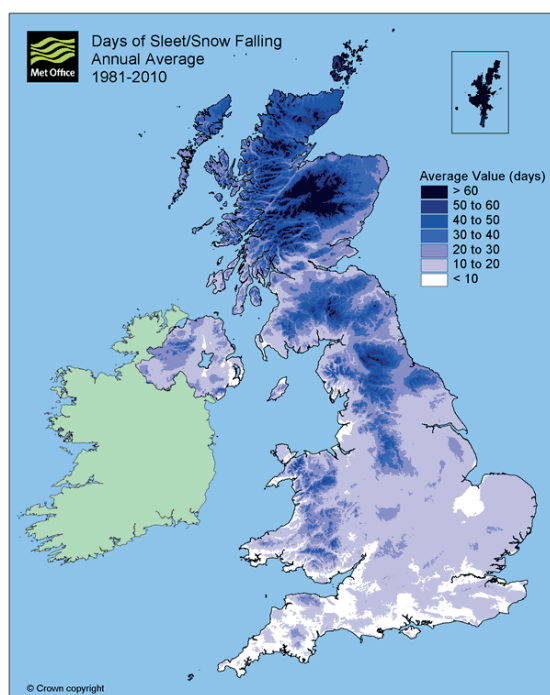 Met Office
Days of Sleet/Snow Falling
Annual Average
1981-2010
Average Value (days)
> 60
50 to 60
40 to 50
30 to 40
20 to 30
10 to 20
< 10
© Crown copyright